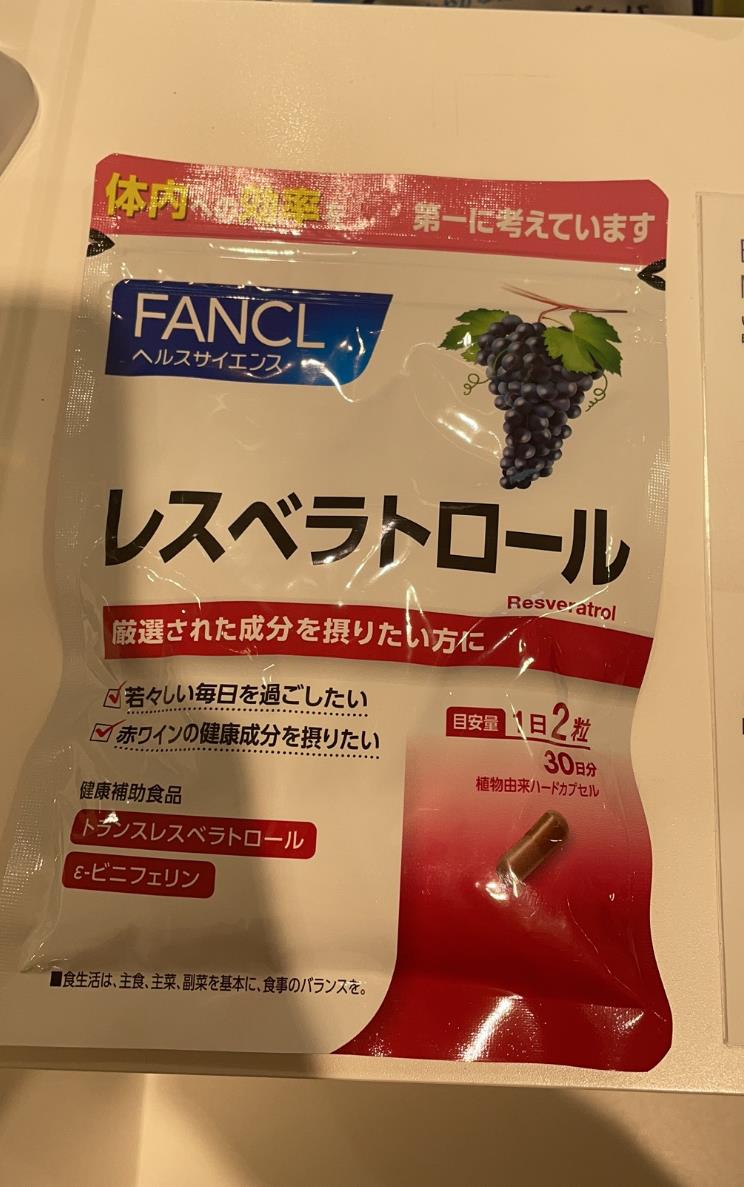 体内への効率を 第一に考えています
FANCL
ヘルスサイエンス
レスベラトロール
Resveratrol
厳選された成分を摂りたい方に
若々しい毎日を過ごしたい
赤ワインの健康成分を摂りたい
目安量 1日2粒
30日分
植物由来ハードカプセル
健康補助食品
トランスレスベラトロール
ε-ビニフェリン
■食生活は、主食、主菜、副菜を基本に、食事のバランスを。